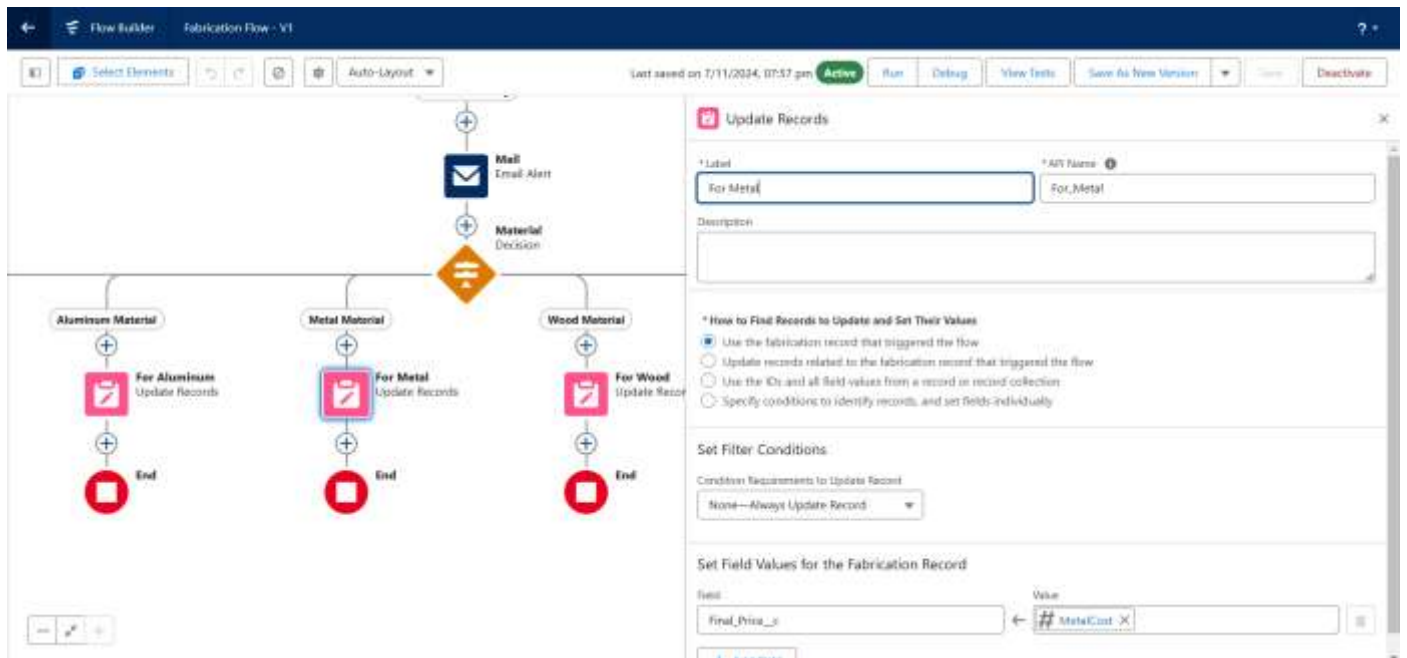 Flow Builder Fabrication Flow - V1 ?
Select Elements Auto-Layout Last saved on 7/11/2024, 07:57 pm Active Run Debug View Tests Save As New Version Save Deactivate
Update Records
Mail
Email Alert
Material
Decision
Aluminum Material Metal Material Wood Material
For Aluminum
Update Records
For Metal
Update Records
For Wood
Update Recor
End End End
* Label * API Name
For Metal For_Metal
Description
* How to Find Records to Update and Set Their Values
Use the fabrication record that triggered the flow
Update records related to the fabrication record that triggered the flow
Use the IDs and all field values from a record or record collection
Specify conditions to identify records, and set fields individually
Set Filter Conditions
Condition Requirements to Update Record
None—Always Update Record
Set Field Values for the Fabrication Record
Field Value
Final_Price__c MetalCost